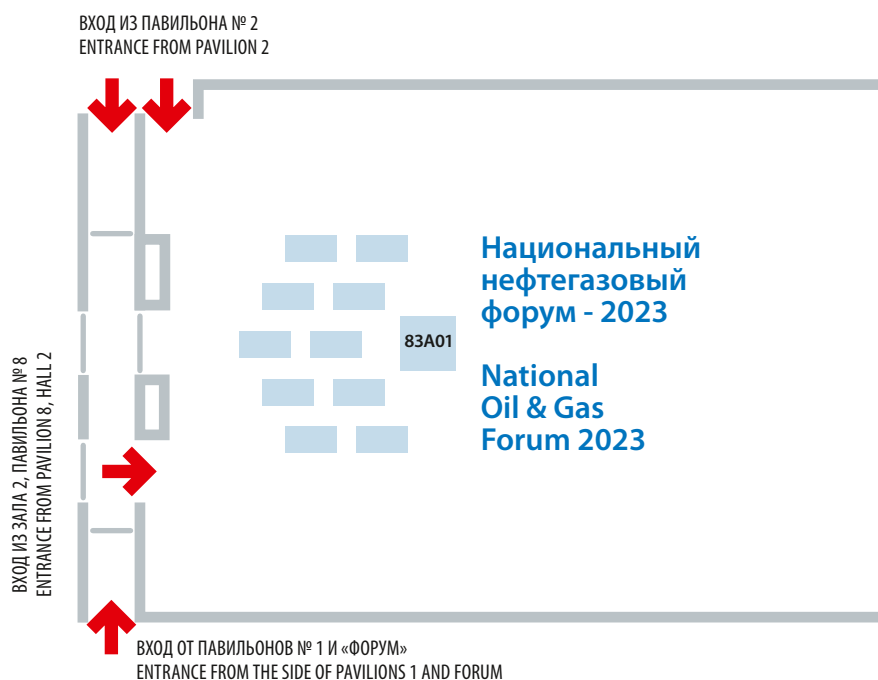 ВХОД ИЗ ПАВИЛЬОНА № 2
ENTRANCE FROM PAVILION 2
Национальный
нефтегазовый
форум - 2023
83A01
National
Oil & Gas
Forum 2023
ВХОД ИЗ ЗАЛА 2, ПАВИЛЬОНА № 8
ENTRANCE FROM PAVILION 8, HALL 2
ВХОД ОТ ПАВИЛЬОНОВ № 1 И «ФОРУМ»
ENTRANCE FROM THE SIDE OF PAVILIONS 1 AND FORUM